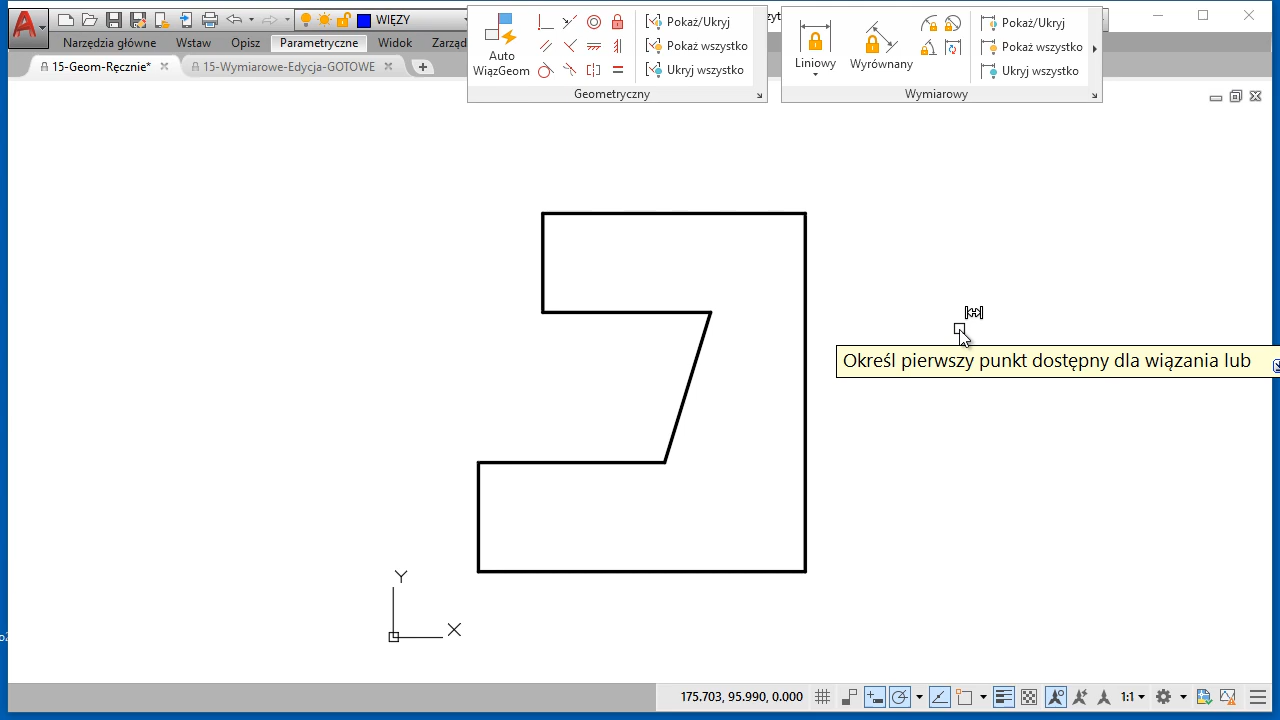 WIĘZY
Narzędzia główne Wstaw Opisz Parametryczne Widok Zarząd
15-Geom-Ręcznie* 15-Wymiarowe-Edycja-GOTOWE
Auto
WiązGeom
Pokaż/Ukryj
Pokaż wszystko
Ukryj wszystko
Geometryczny
Liniowy
Wyrównany
Pokaż/Ukryj
Pokaż wszystko
Ukryj wszystko
Wymiarowy
Określ pierwszy punkt dostępny dla wiązania lub
Y
X
175.703, 95.990, 0.000
1:1